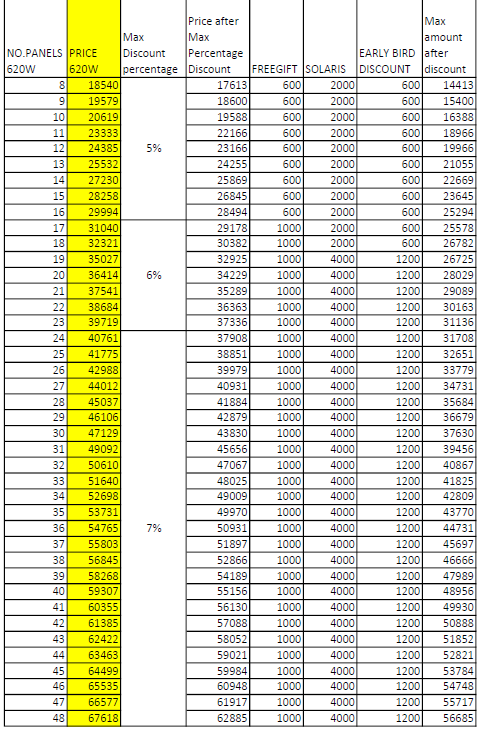 NO.PANELS 620W | PRICE 620W | Max Discount percentage | Price after Max Percentage Discount | FREEGIFT | SOLARIS | EARLY BIRD DISCOUNT | Max amount after discount
8 18540 17613 600 2000 600 14413
9 19579 18600 600 2000 600 15400
10 20619 19588 600 2000 600 16388
11 23333 22166 600 2000 600 18966
12 24385 5% 23166 600 2000 600 19966
13 25532 24255 600 2000 600 21055
14 27230 25869 600 2000 600 22669
15 28258 26845 600 2000 600 23645
16 29994 28494 600 2000 600 25294
17 31040 29178 1000 2000 600 25578
18 32321 30382 1000 2000 600 26782
19 35027 32925 1000 4000 1200 26725
20 36414 6% 34229 1000 4000 1200 28029
21 37541 35289 1000 4000 1200 29089
22 38684 36363 1000 4000 1200 30163
23 39719 37336 1000 4000 1200 31136
24 40761 37908 1000 4000 1200 31708
25 41775 38851 1000 4000 1200 32651
26 42988 39979 1000 4000 1200 33779
27 44012 40931 1000 4000 1200 34731
28 45037 41884 1000 4000 1200 35684
29 46106 42879 1000 4000 1200 36679
30 47129 43830 1000 4000 1200 37630
31 49092 45656 1000 4000 1200 39456
32 50610 47067 1000 4000 1200 40867
33 51640 48025 1000 4000 1200 41825
34 52698 49009 1000 4000 1200 42809
35 53731 49970 1000 4000 1200 43770
36 54765 7% 50931 1000 4000 1200 44731
37 55803 51897 1000 4000 1200 45697
38 56845 52866 1000 4000 1200 46666
39 58268 54189 1000 4000 1200 47989
40 59307 55156 1000 4000 1200 48956
41 60355 56130 1000 4000 1200 49930
42 61385 57088 1000 4000 1200 50888
43 62422 58052 1000 4000 1200 51852
44 63463 59021 1000 4000 1200 52821
45 64499 59984 1000 4000 1200 53784
46 65535 60948 1000 4000 1200 54748
47 66577 61917 1000 4000 1200 55717
48 67618 62885 1000 4000 1200 56685